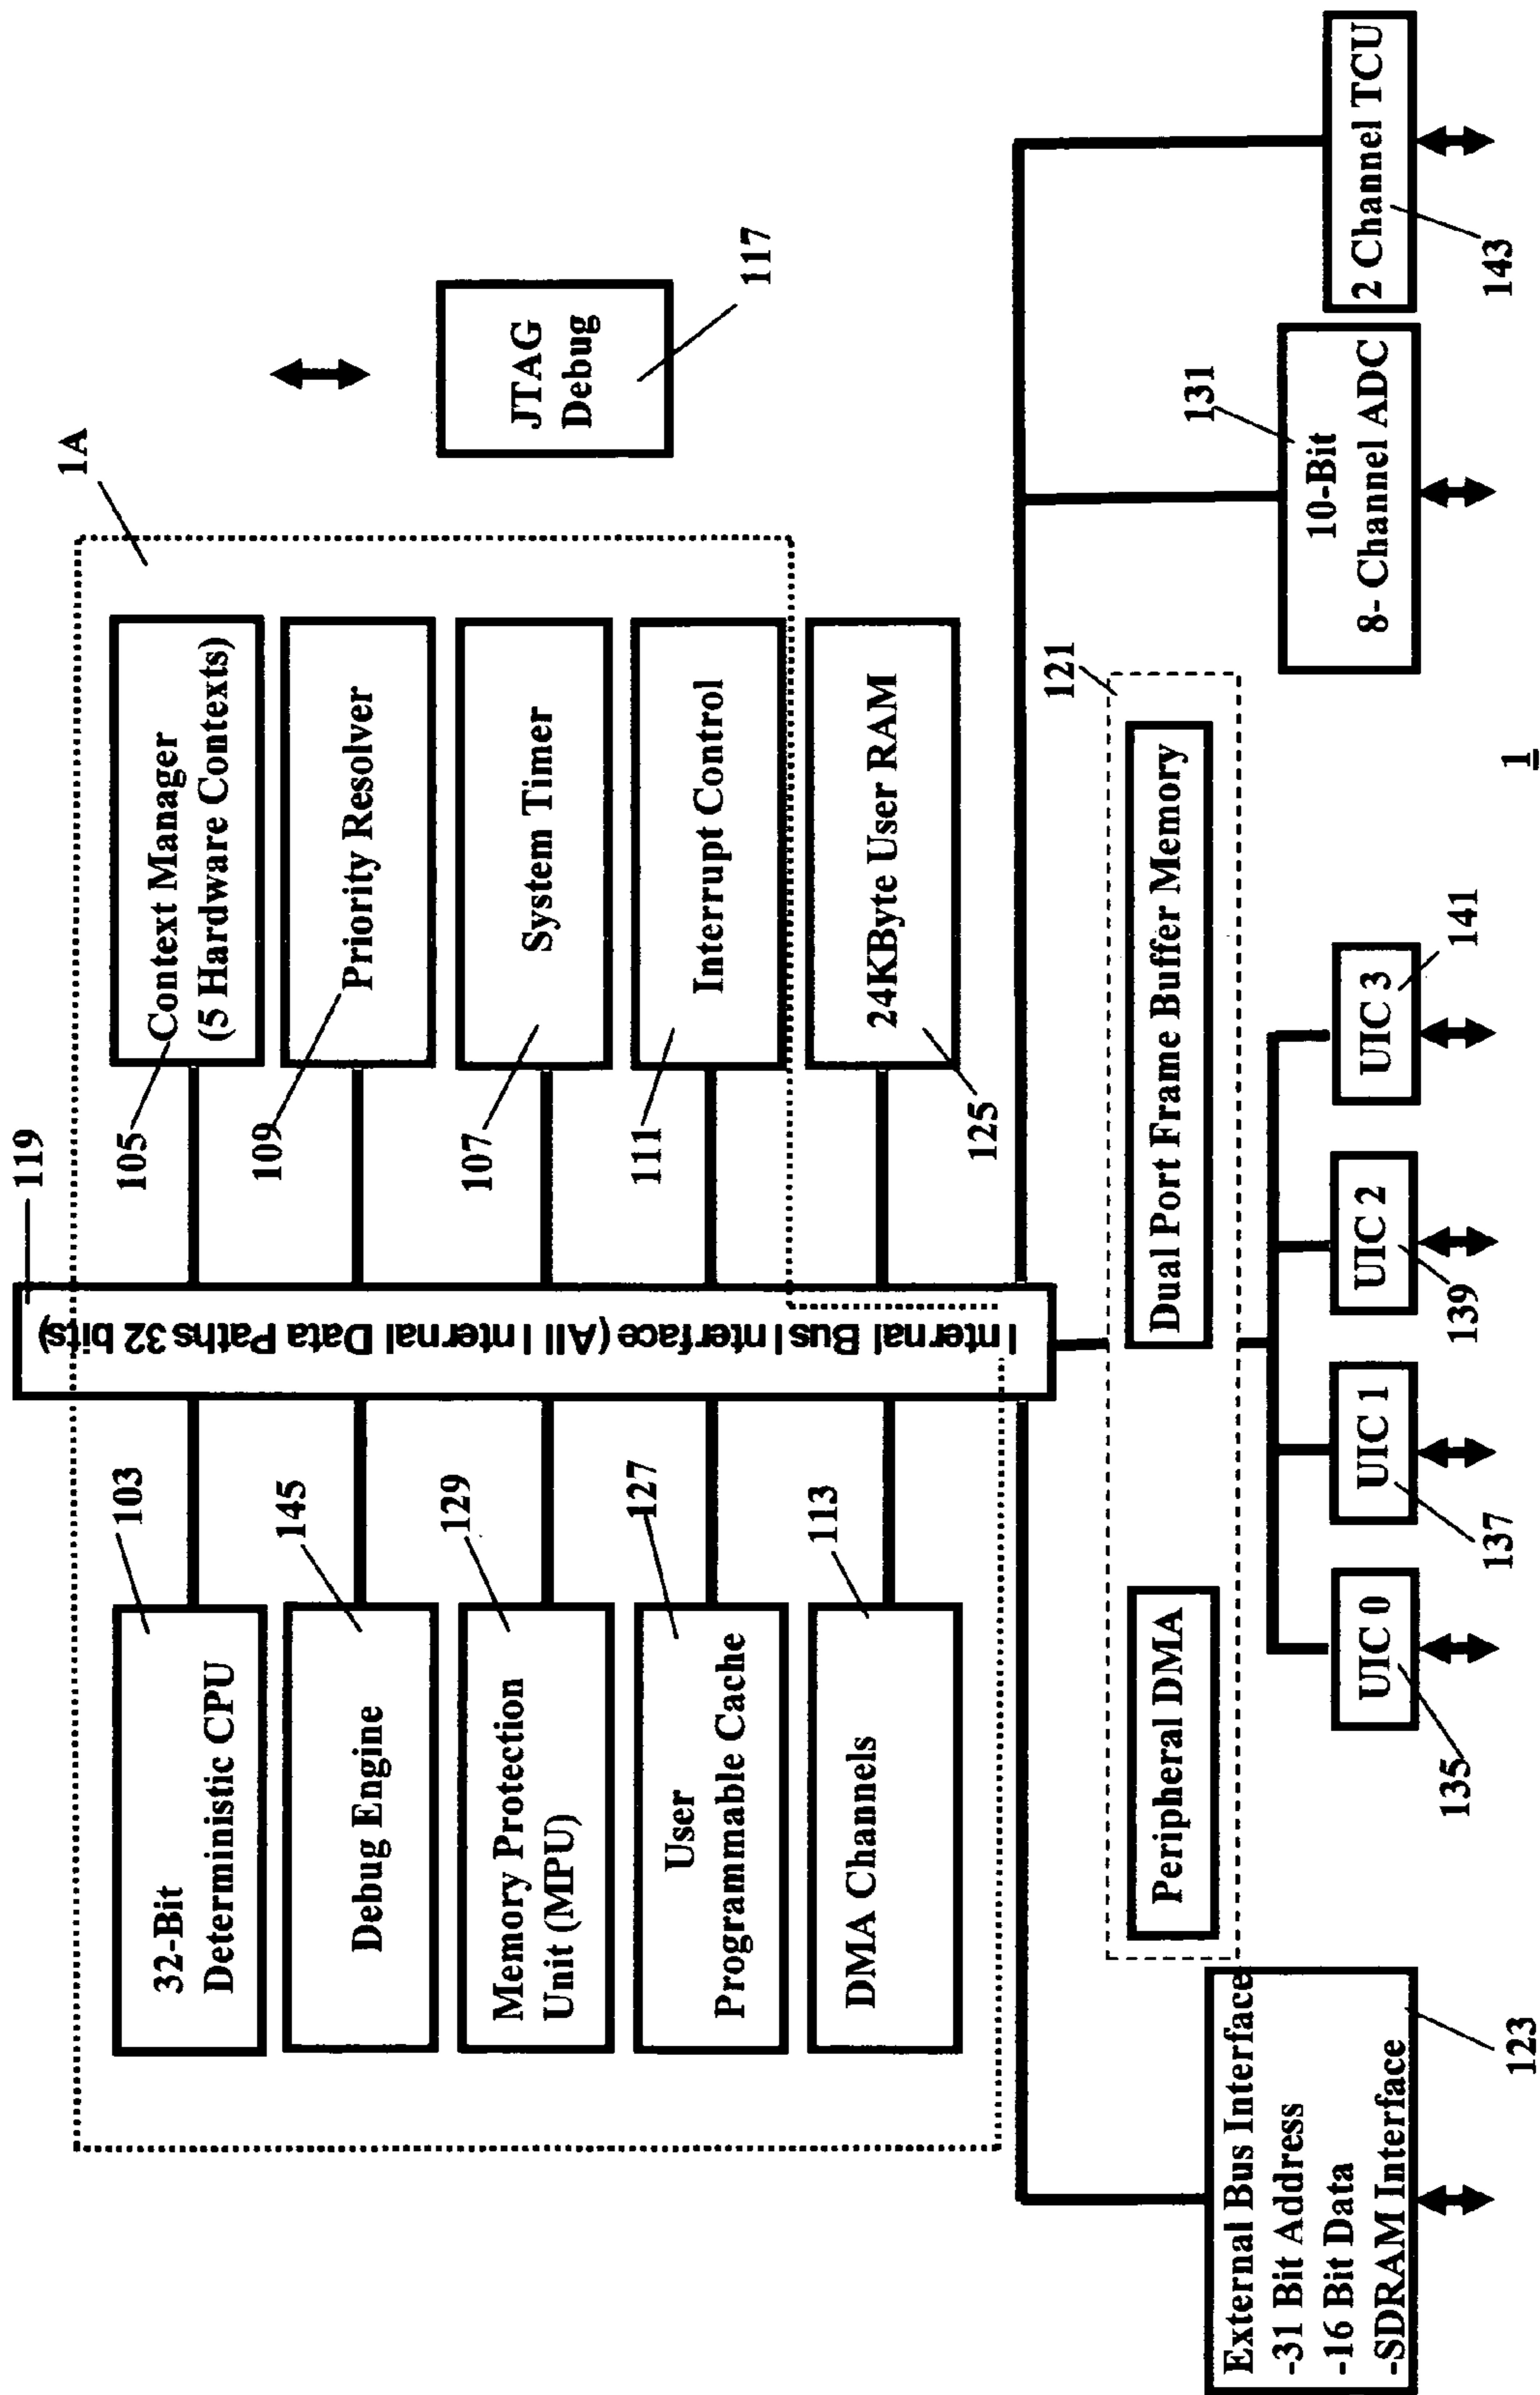 119
1A
103
32-Bit
Deterministic CPU
105
Context Manager
(5 Hardware Contexts)
145
Debug Engine
109
Priority Resolver
129
Memory Protection
Unit (MPU)
107
System Timer
127
User
Programmable Cache
111
Interrupt Control
113
DMA Channels
125
24KByte User RAM
Internal Bus Interface (All Internal Data Paths 32 bits)
JTAG
Debug
117
121
Peripheral DMA
Dual Port Frame Buffer Memory
External Bus Interface
-31 Bit Address
-16 Bit Data
-SDRAM Interface
123
UIC 0
135
UIC 1
137
UIC 2
139
UIC 3
141
131
10-Bit
8- Channel ADC
2 Channel TCU
143
1